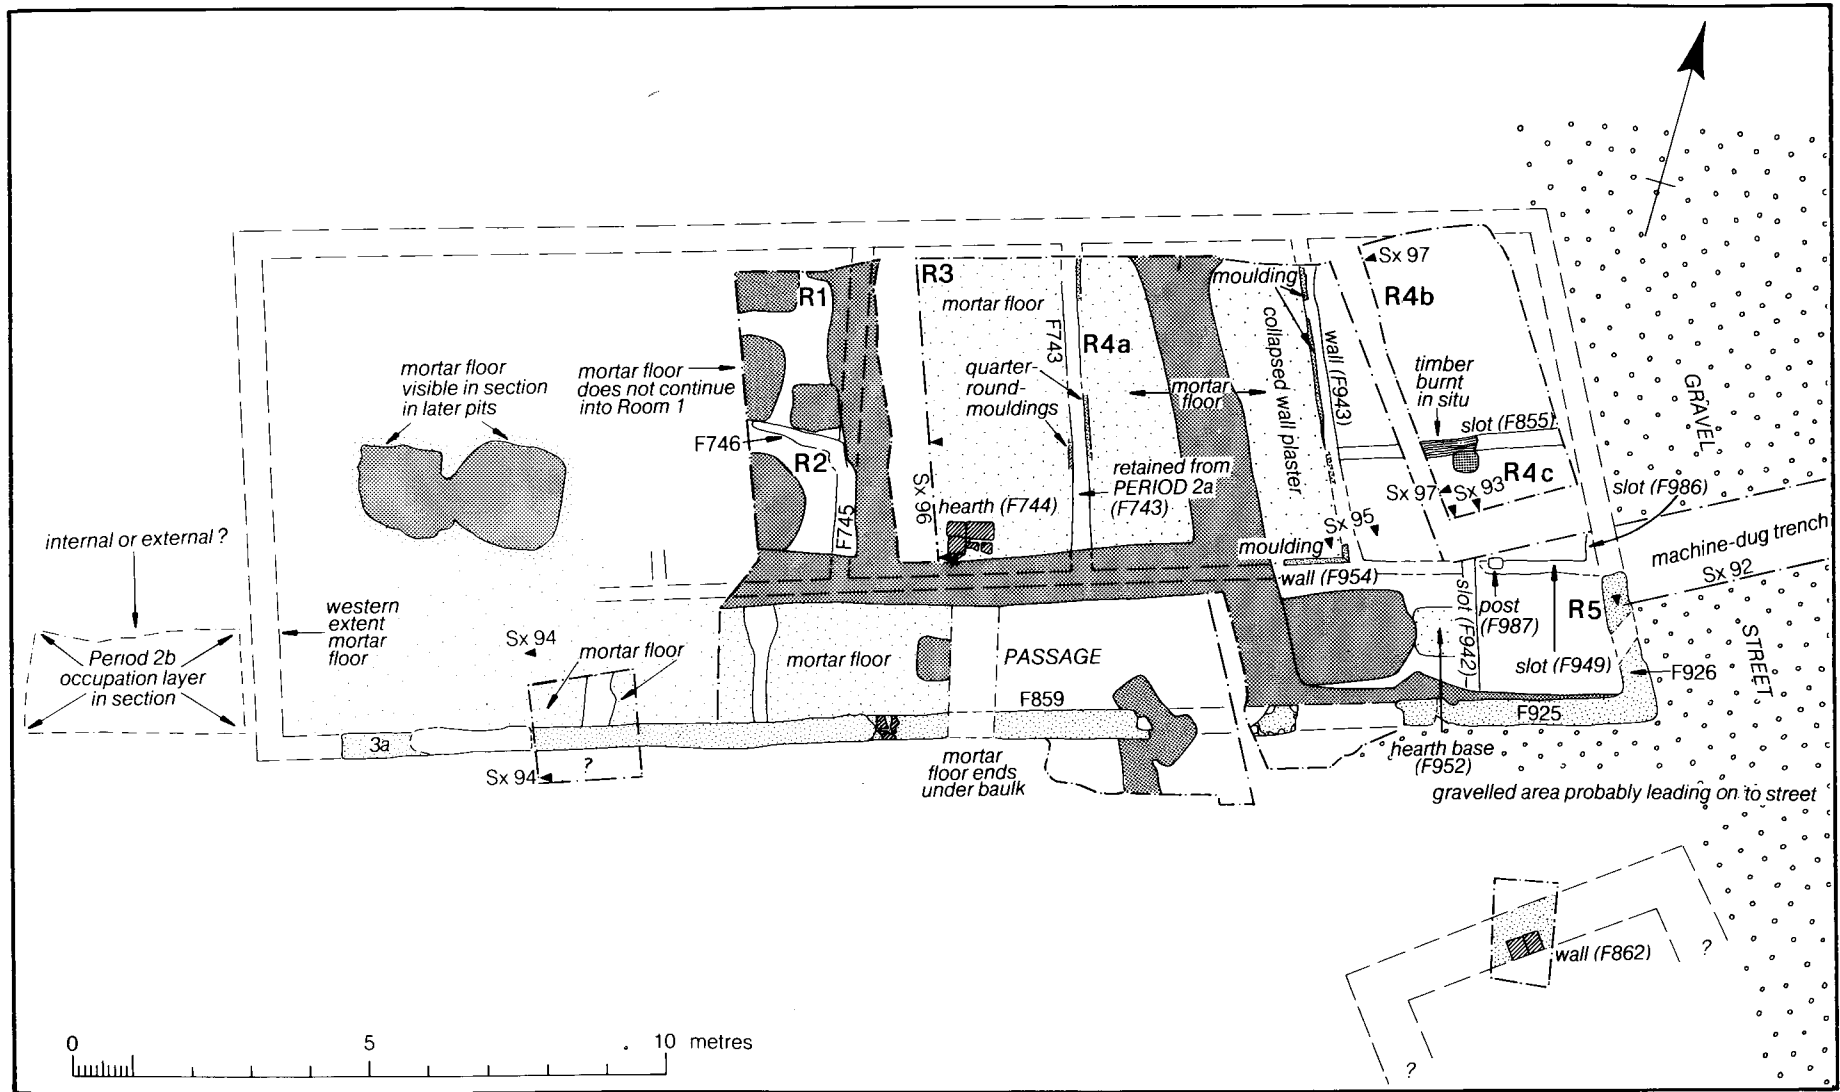 Sx 97
R1
R3
moulding
R4b
mortar floor
GRAVEL
F743
R4a
collapsed wall plaster
wall (F943)
mortar floor
visible in section
in later pits
mortar floor
does not continue
into Room 1
quarter-
round-
mouldings
mortar
floor
timber
burnt
in situ
slot (F855)
F746
R2
retained from
PERIOD 2a
(F743)
R4c
Sx 97
Sx 93
slot (F986)
Sx 96
hearth (F744)
F745
Sx 95
internal or external ?
moulding
machine-dug trench
Sx 92
wall (F954)
slot (F942)
post
(F987)
R5
STREET
western
extent
mortar
floor
Sx 94
mortar floor
mortar floor
PASSAGE
Period 2b
occupation layer
in section
slot (F949)
F926
F859
F925
3a
?
Sx 94
mortar
floor ends
under baulk
hearth base
(F952)
gravelled area probably leading on to street
wall (F862)
?
?
0
5
10 metres